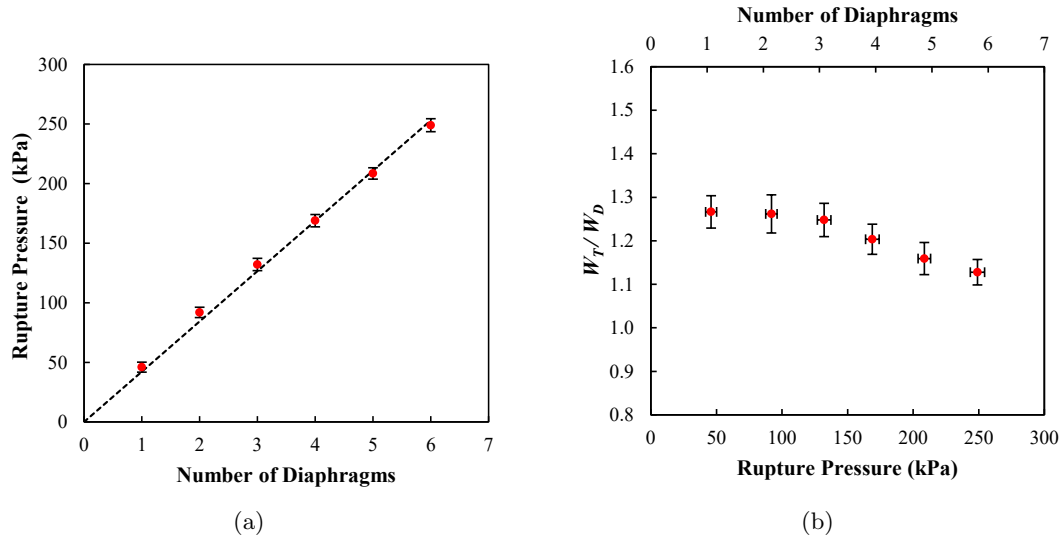 300
250
200
150
100
50
0
Rupture Pressure (kPa)
0 1 2 3 4 5 6 7
Number of Diaphragms
(a)
Number of Diaphragms
0 1 2 3 4 5 6 7
1.6
1.5
1.4
1.3
1.2
1.1
1.0
0.9
0.8
W_T/W_D
0 50 100 150 200 250 300
Rupture Pressure (kPa)
(b)